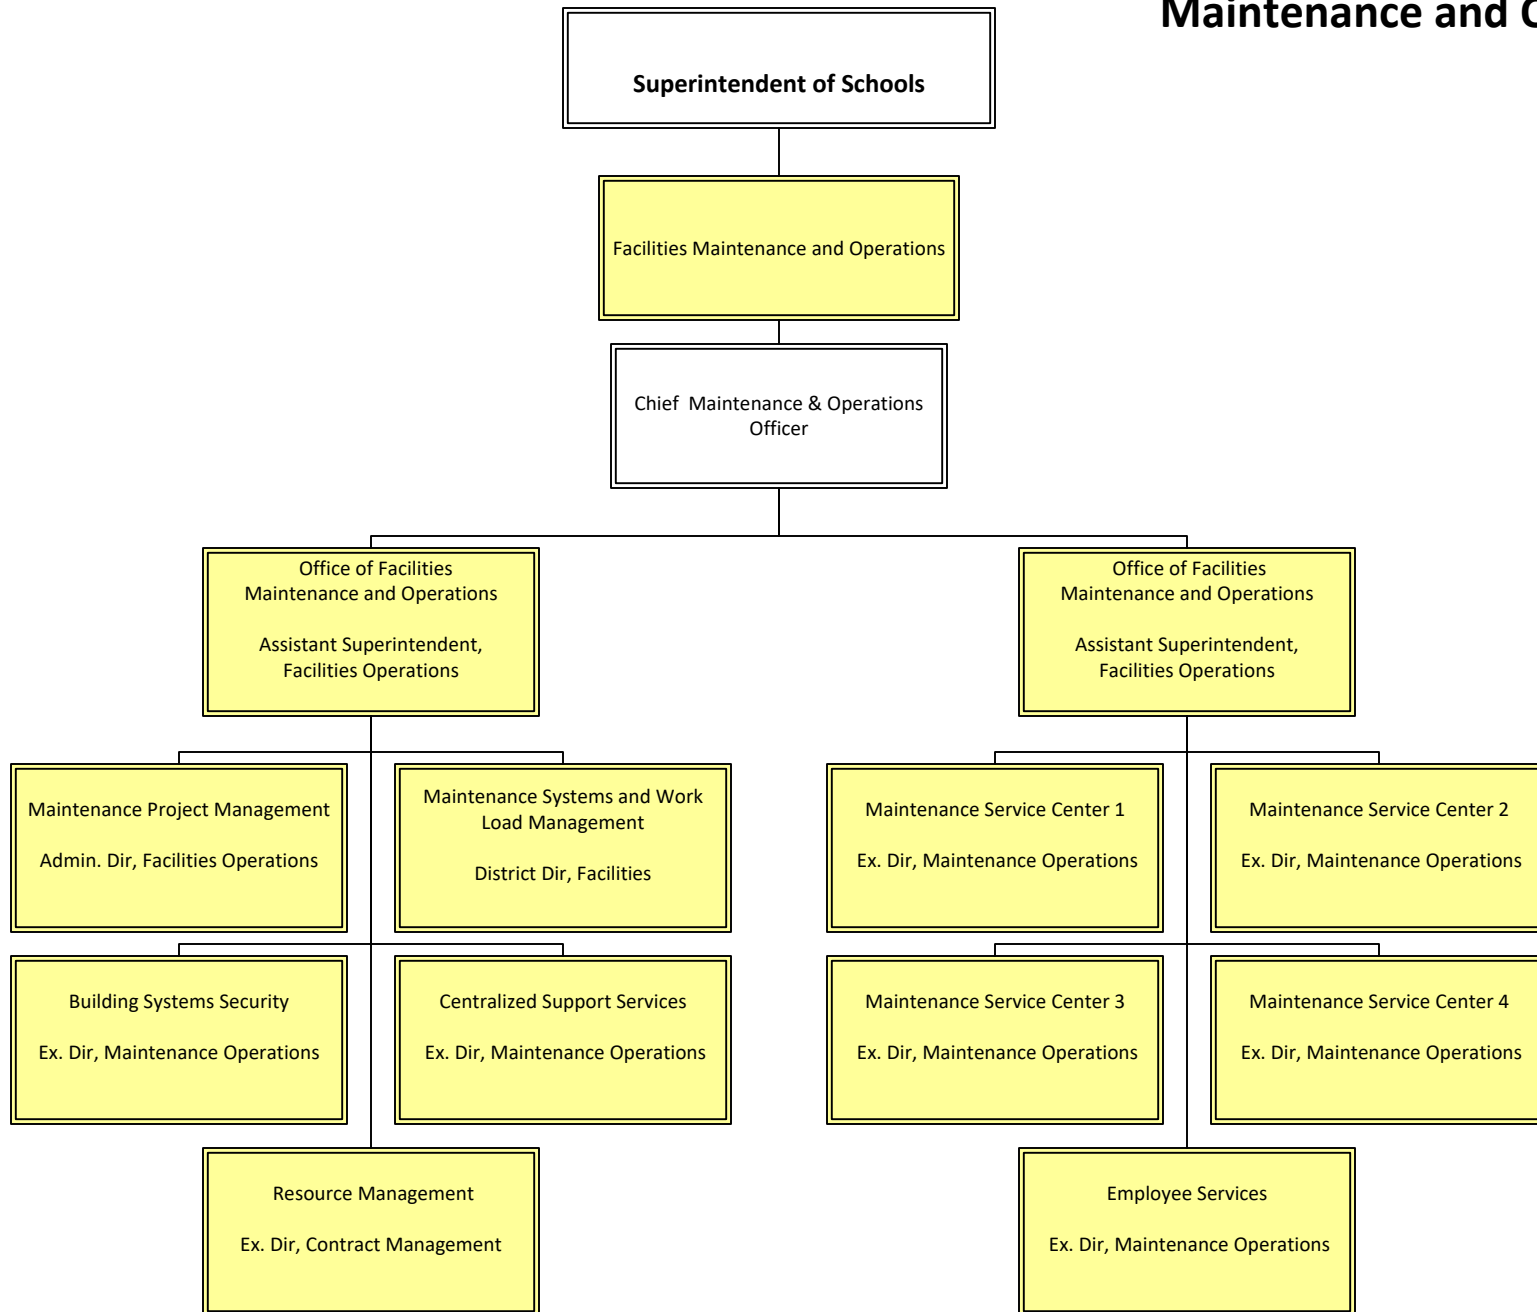 Maintenance and
Superintendent of Schools
Facilities Maintenance and Operations
Chief  Maintenance & Operations
Officer
Office of Facilities
Maintenance and Operations
Assistant Superintendent,
Facilities Operations
Office of Facilities
Maintenance and Operations
Assistant Superintendent,
Facilities Operations
Maintenance Project Management
Admin. Dir, Facilities Operations
Maintenance Systems and Work
Load Management
District Dir, Facilities
Maintenance Service Center 1
Ex. Dir, Maintenance Operations
Maintenance Service Center 2
Ex. Dir, Maintenance Operations
Building Systems Security
Ex. Dir, Maintenance Operations
Centralized Support Services
Ex. Dir, Maintenance Operations
Maintenance Service Center 3
Ex. Dir, Maintenance Operations
Maintenance Service Center 4
Ex. Dir, Maintenance Operations
Resource Management
Ex. Dir, Contract Management
Employee Services
Ex. Dir, Maintenance Operations